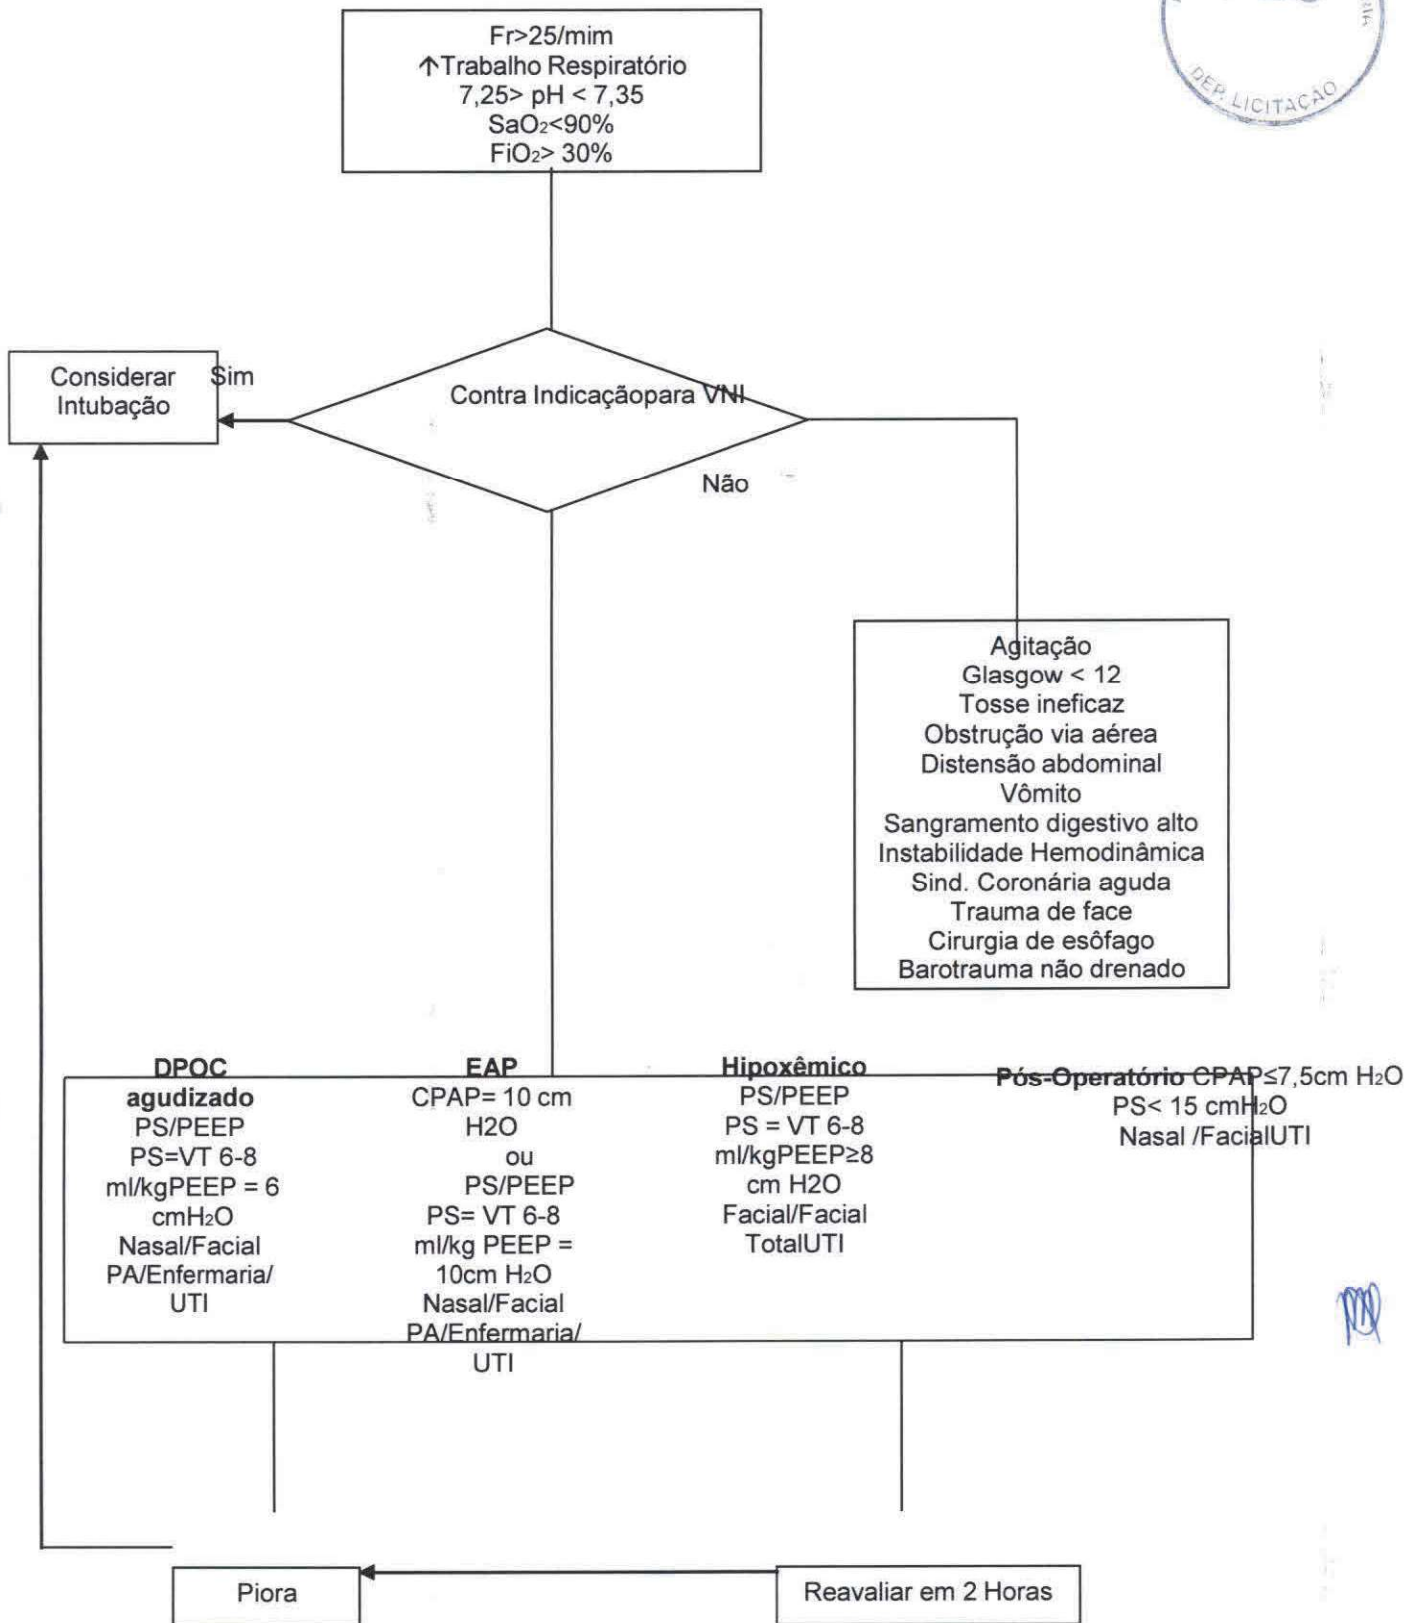 DEP. LICITAÇÃO
Fr>25/mim
↑Trabalho Respiratório
7,25> pH < 7,35
SaO₂<90%
FiO₂> 30%
Considerar
Intubação
Sim
Contra Indicaçãopara VNI
Não
Agitação
Glasgow < 12
Tosse ineficaz
Obstrução via aérea
Distensão abdominal
Vômito
Sangramento digestivo alto
Instabilidade Hemodinâmica
Sind. Coronária aguda
Trauma de face
Cirurgia de esôfago
Barotrauma não drenado
DPOC
agudizado
PS/PEEP
PS=VT 6-8
ml/kgPEEP = 6
cmH₂O
Nasal/Facial
PA/Enfermaria/
UTI
EAP
CPAP= 10 cm
H2O
ou
PS/PEEP
PS= VT 6-8
ml/kg PEEP =
10cm H₂O
Nasal/Facial
PA/Enfermaria/
UTI
Hipoxêmico
PS/PEEP
PS = VT 6-8
ml/kgPEEP≥8
cm H2O
Facial/Facial
TotalUTI
Pós-Operatório CPAP≤7,5cm H₂O
PS< 15 cmH₂O
Nasal /FacialUTI
Piora
Reavaliar em 2 Horas